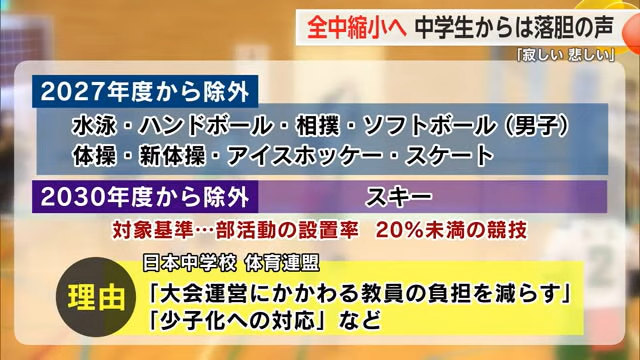 全中縮小へ 中学生からは落胆の声
「寂しい 悲しい」
2027年度から除外
水泳・ハンドボール・相撲・ソフトボール（男子）
体操・新体操・アイスホッケー・スケート
2030年度から除外 スキー
対象基準…部活動の設置率 20%未満の競技
日本中学校 体育連盟
理由
「大会運営にかかわる教員の負担を減らす」
「少子化への対応」など